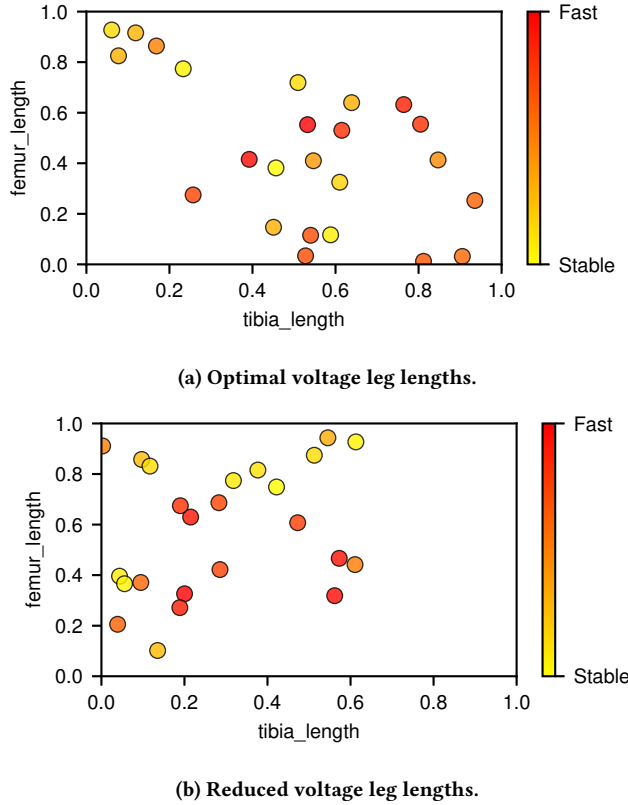 1.0
0.8
0.6
0.4
0.2
0.0
femur_length
0.0 0.2 0.4 0.6 0.8 1.0
tibia_length
Fast
Stable
(a) Optimal voltage leg lengths.
1.0
0.8
0.6
0.4
0.2
0.0
femur_length
0.0 0.2 0.4 0.6 0.8 1.0
tibia_length
Fast
Stable
(b) Reduced voltage leg lengths.